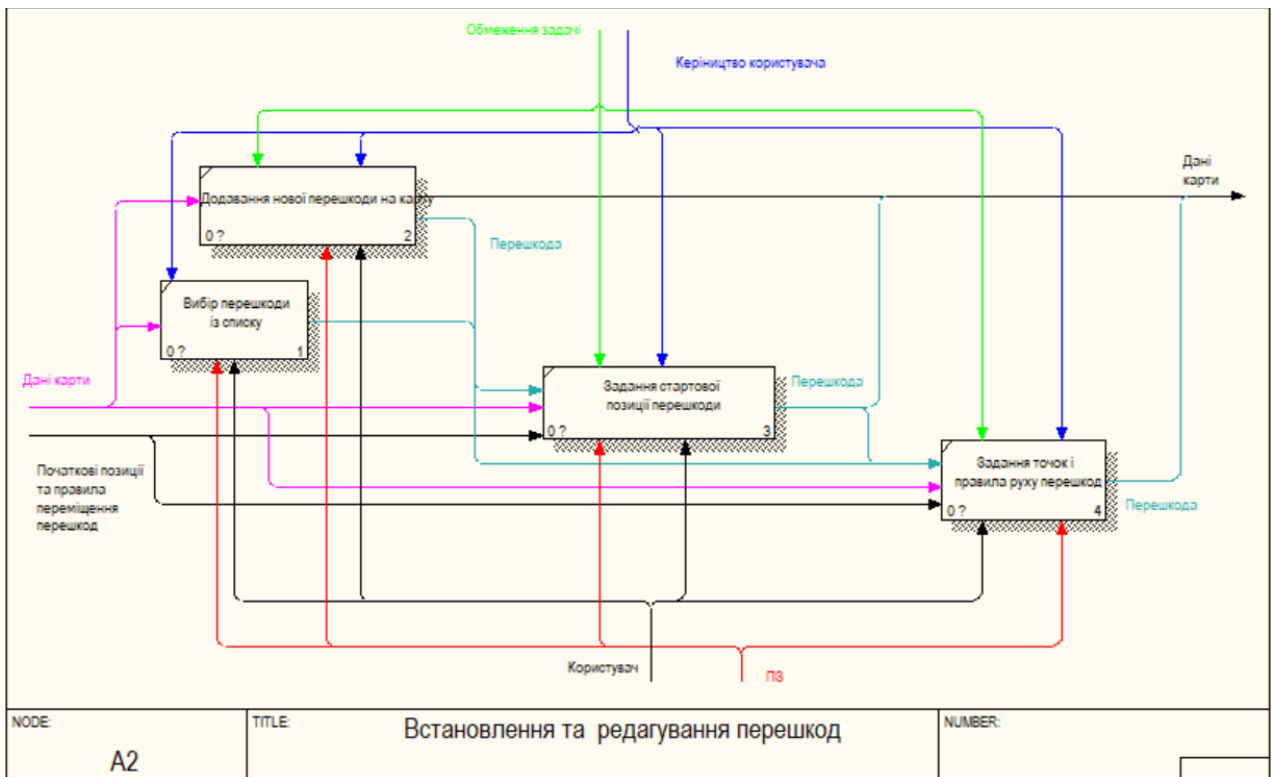 Обмеження задачі
Керіництво користувача
Дані
карти
Додавання нової перешкоди на карту
0 ?
2
Перешкода
Вибір перешкоди
із списку
0 ?
1
Дані карти
Задання стартової
позиції перешкоди
0 ?
3
Перешкода
Початкові позиції
та правила
переміщення
перешкод
Задання точок і
правила руху перешкод
0 ?
4
Перешкода
Користувач
ПЗ
NODE:
A2
TITLE:
Встановлення та редагування перешкод
NUMBER: